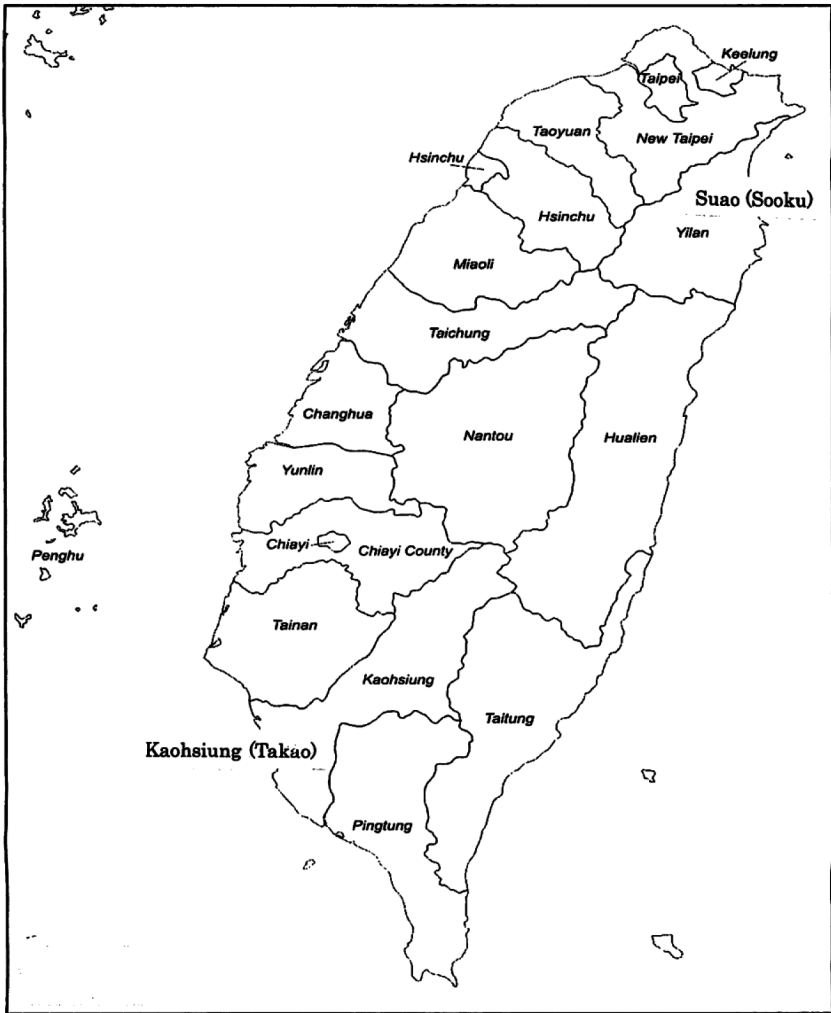 Keelung
Taipei
Taoyuan
New Taipei
Hsinchu
Suao (Sooku)
Hsinchu
Yilan
Miaoli
Taichung
Changhua
Nantou
Hualien
Yunlin
Chiayi
Chiayi County
Penghu
Tainan
Kaohsiung
Taitung
Kaohsiung (Takao)
Pingtung